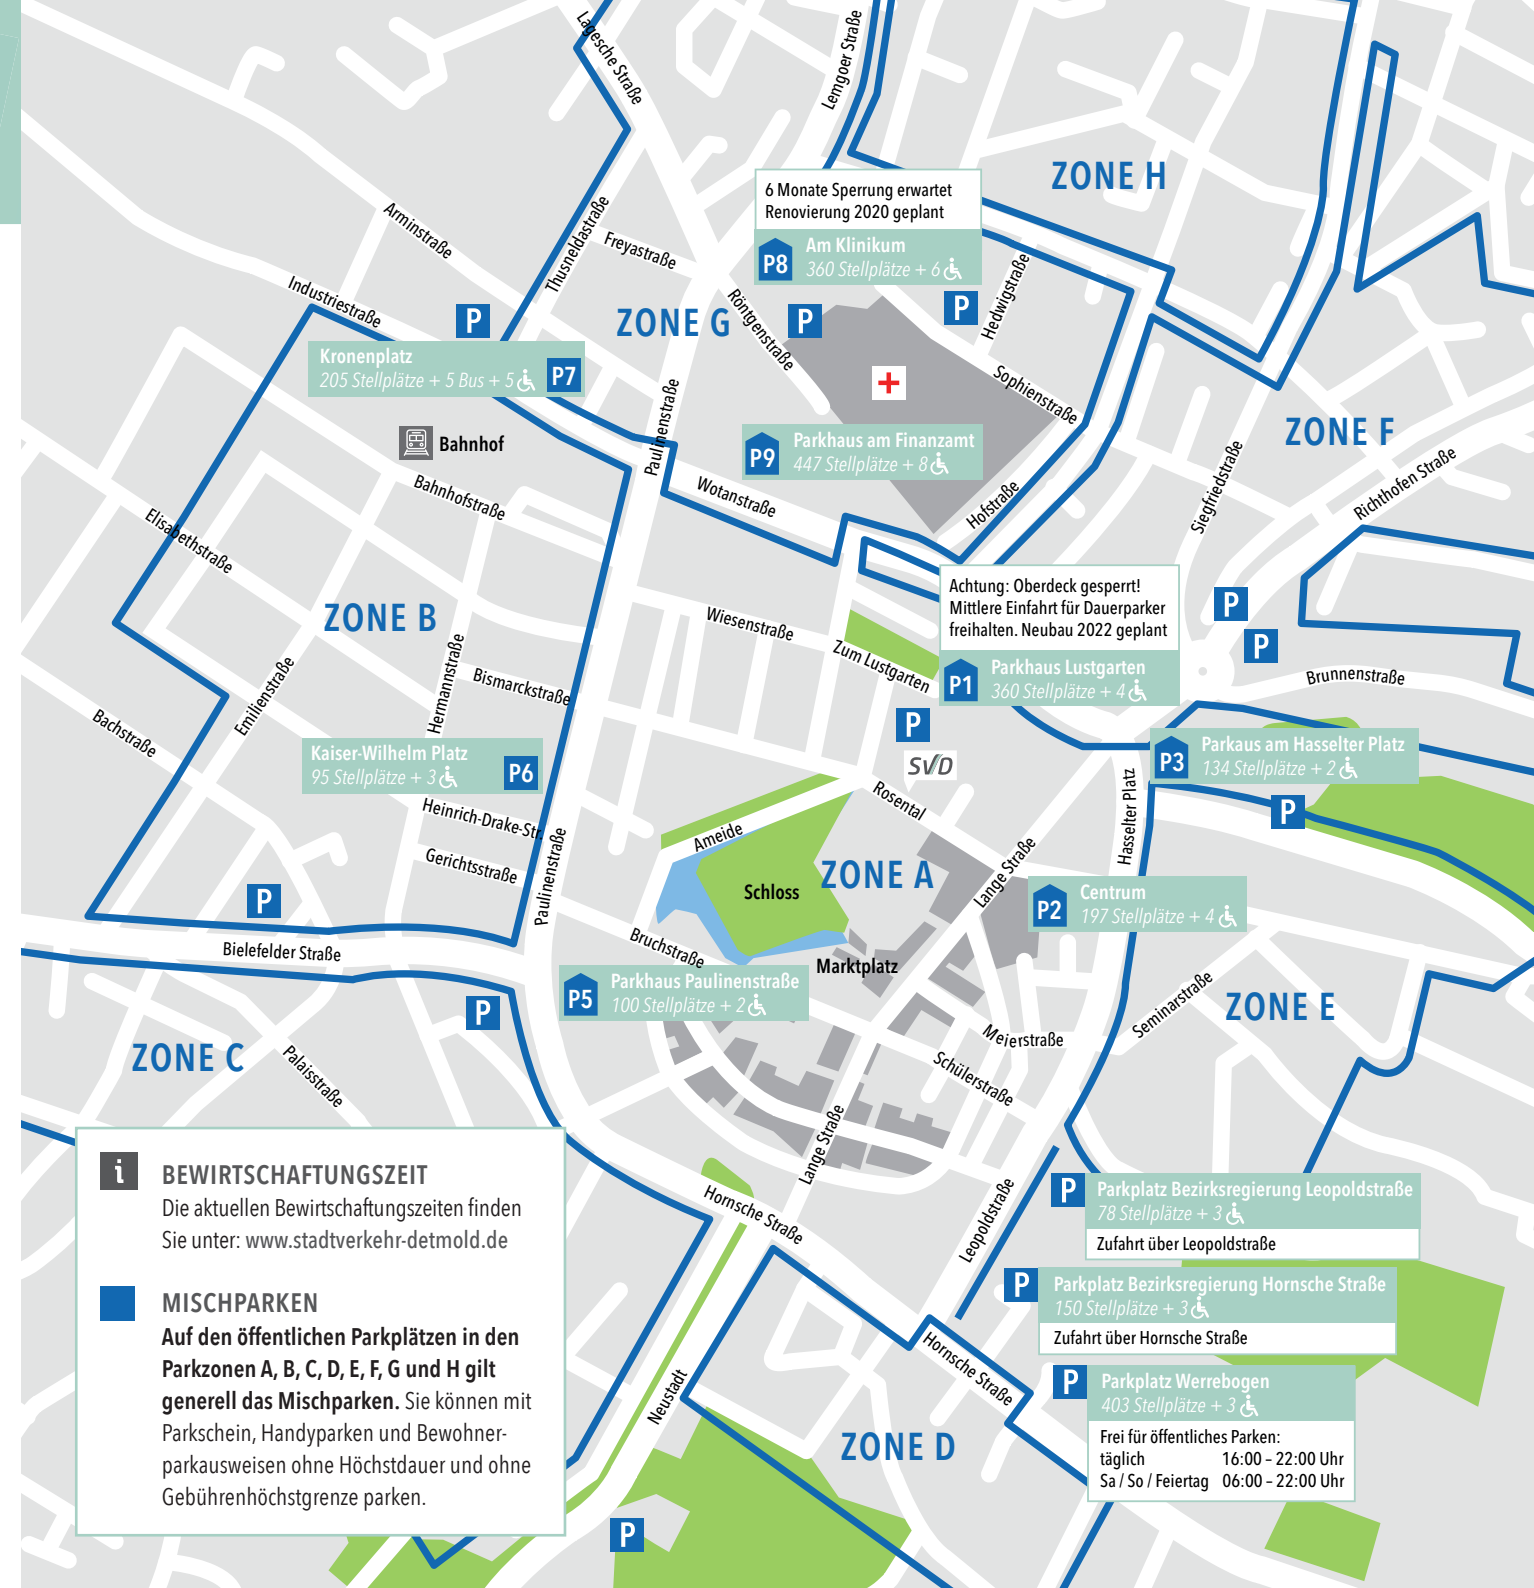 Lagesche Straße
Lemgoer Straße
ZONE H
6 Monate Sperrung erwartet
Renovierung 2020 geplant
P8
Am Klinikum
360 Stellplätze + 6
Arminstraße
Thusneldastraße
Freyastraße
Industriestraße
Röntgenstraße
Hedwigstraße
P
P
P
ZONE G
Kronenplatz
205 Stellplätze + 5 Bus + 5
P7
Sophienstraße
Paulinenstraße
Bahnhof
P9
Parkhaus am Finanzamt
447 Stellplätze + 8
ZONE F
Siegfriedstraße
Richthofen Straße
Bahnhofstraße
Wotanstraße
Hofstraße
Elisabethstraße
ZONE B
Achtung: Oberdeck gesperrt!
Mittlere Einfahrt für Dauerparker
freihalten. Neubau 2022 geplant
P1
Parkhaus Lustgarten
360 Stellplätze + 4
P
P
Wiesenstraße
Zum Lustgarten
Brunnenstraße
Hermannstraße
Bismarckstraße
Emilienstraße
Bachstraße
P
SVD
Kaiser-Wilhelm Platz
95 Stellplätze + 3
P6
P3
Parkaus am Hasselter Platz
134 Stellplätze + 2
P
Rosental
Hasselter Platz
Heinrich-Drake-Str.
Ameide
Gerichtsstraße
Paulinenstraße
Schloss
ZONE A
Lange Straße
P2
Centrum
197 Stellplätze + 4
P
Bielefelder Straße
Bruchstraße
Marktplatz
P5
Parkhaus Paulinenstraße
100 Stellplätze + 2
P
Seminarstraße
ZONE E
Meierstraße
ZONE C
Palaisstraße
Schülerstraße
Lange Straße
Hornsche Straße
Leopoldstraße
P
Parkplatz Bezirksregierung Leopoldstraße
78 Stellplätze + 3
Zufahrt über Leopoldstraße
P
Parkplatz Bezirksregierung Hornsche Straße
150 Stellplätze + 3
Zufahrt über Hornsche Straße
Hornsche Straße
P
Parkplatz Werrebogen
403 Stellplätze + 3
Frei für öffentliches Parken:
täglich 16:00 – 22:00 Uhr
Sa / So / Feiertag 06:00 – 22:00 Uhr
Neustadt
ZONE D
P
i
BEWIRTSCHAFTUNGSZEIT
Die aktuellen Bewirtschaftungszeiten finden
Sie unter: www.stadtverkehr-detmold.de
MISCHPARKEN
Auf den öffentlichen Parkplätzen in den
Parkzonen A, B, C, D, E, F, G und H gilt
generell das Mischparken. Sie können mit
Parkschein, Handyparken und Bewohner-
parkausweisen ohne Höchstdauer und ohne
Gebührenhöchstgrenze parken.